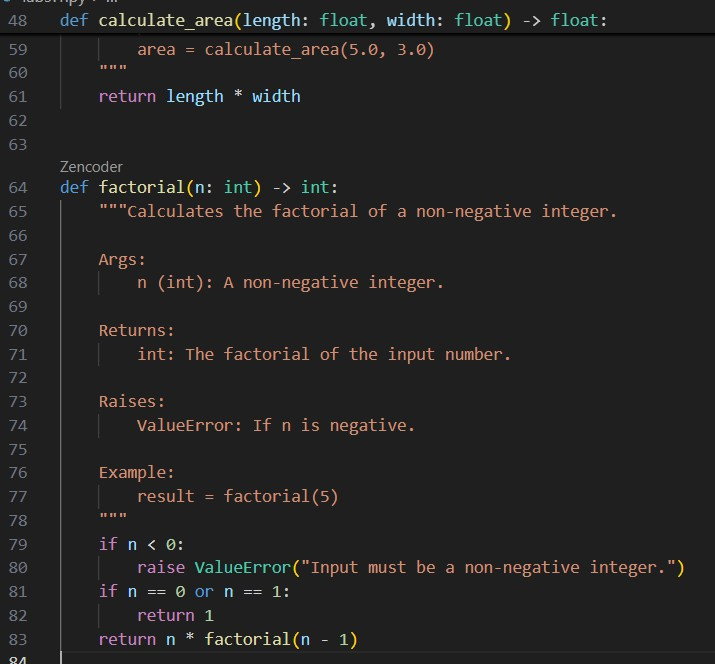 48 def calculate_area(length: float, width: float) -> float:
59 area = calculate_area(5.0, 3.0)
60 """
61 return length * width
62
63
Zencoder
64 def factorial(n: int) -> int:
65 """Calculates the factorial of a non-negative integer.
66
67 Args:
68 n (int): A non-negative integer.
69
70 Returns:
71 int: The factorial of the input number.
72
73 Raises:
74 ValueError: If n is negative.
75
76 Example:
77 result = factorial(5)
78 """
79 if n < 0:
80 raise ValueError("Input must be a non-negative integer.")
81 if n == 0 or n == 1:
82 return 1
83 return n * factorial(n - 1)
84